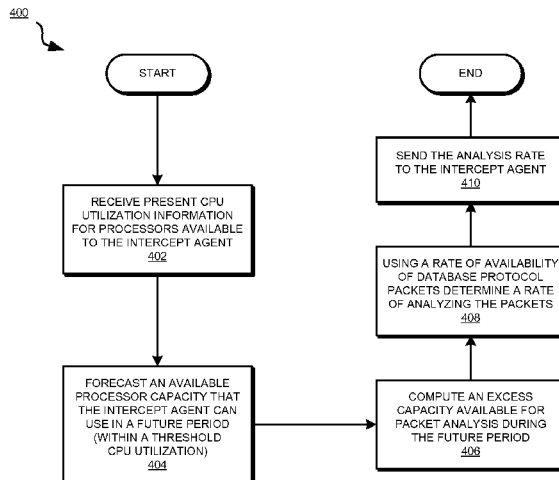 400
START
RECEIVE PRESENT CPU
UTILIZATION INFORMATION
FOR PROCESSORS AVAILABLE
TO THE INTERCEPT AGENT
402
FORECAST AN AVAILABLE
PROCESSOR CAPACITY THAT
THE INTERCEPT AGENT CAN
USE IN A FUTURE PERIOD
(WITHIN A THRESHOLD
CPU UTILIZATION)
404
COMPUTE AN EXCESS
CAPACITY AVAILABLE FOR
PACKET ANALYSIS DURING
THE FUTURE PERIOD
406
USING A RATE OF AVAILABILITY
OF DATABASE PROTOCOL
PACKETS DETERMINE A RATE
OF ANALYZING THE PACKETS
408
SEND THE ANALYSIS RATE
TO THE INTERCEPT AGENT
410
END